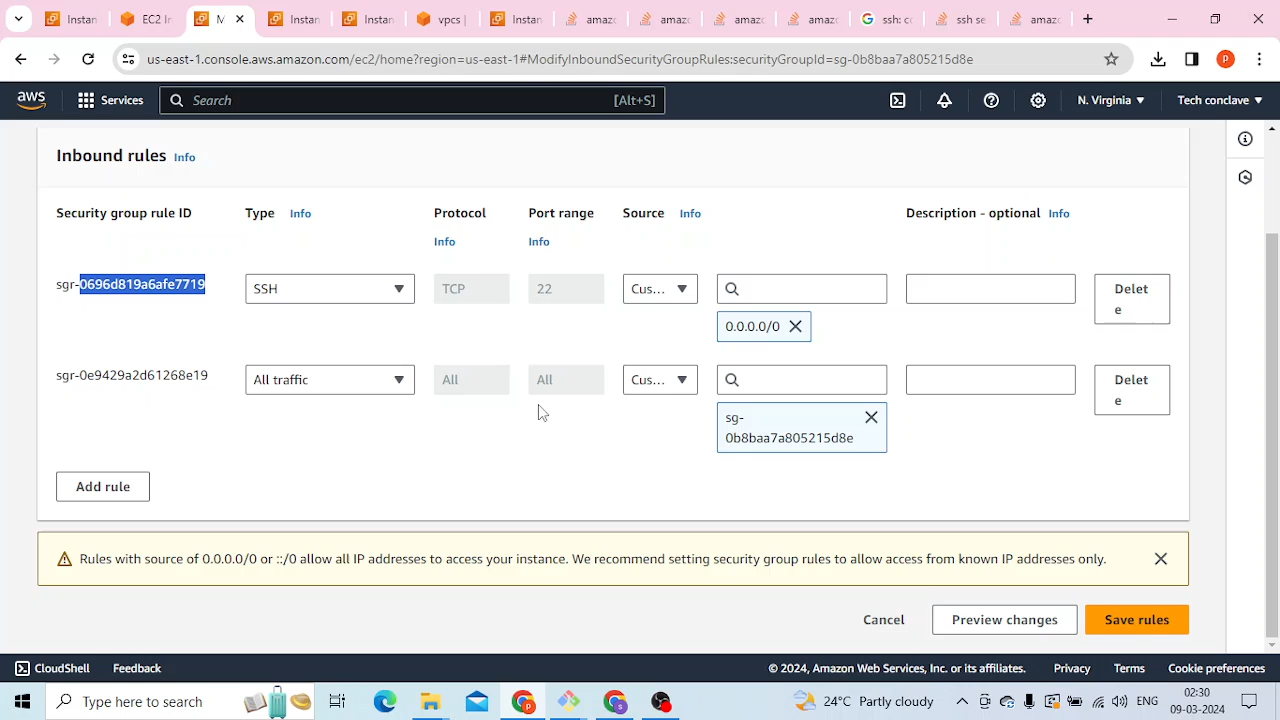 Instan
EC2 In
M
Instan
Instan
vpcs |
Instan
amazo
amazo
amazo
amazo
ssh: co
ssh se
amazo
us-east-1.console.aws.amazon.com/ec2/home?region=us-east-1#ModifyInboundSecurityGroupRules:securityGroupId=sg-0b8baa7a805215d8e
P
aws
Services
Search
[Alt+S]
N. Virginia
Tech conclave
Inbound rules Info
Security group rule ID
Type Info
Protocol
Info
Port range
Info
Source Info
Description - optional Info
sgr-0696d819a6afe7719
SSH
TCP
22
Cus...
0.0.0.0/0
Delet
e
sgr-0e9429a2d61268e19
All traffic
All
All
Cus...
sg-
0b8baa7a805215d8e
Delet
e
Add rule
Rules with source of 0.0.0.0/0 or ::/0 allow all IP addresses to access your instance. We recommend setting security group rules to allow access from known IP addresses only.
Cancel
Preview changes
Save rules
CloudShell
Feedback
© 2024, Amazon Web Services, Inc. or its affiliates.
Privacy
Terms
Cookie preferences
Type here to search
24°C Partly cloudy
ENG
02:30
09-03-2024